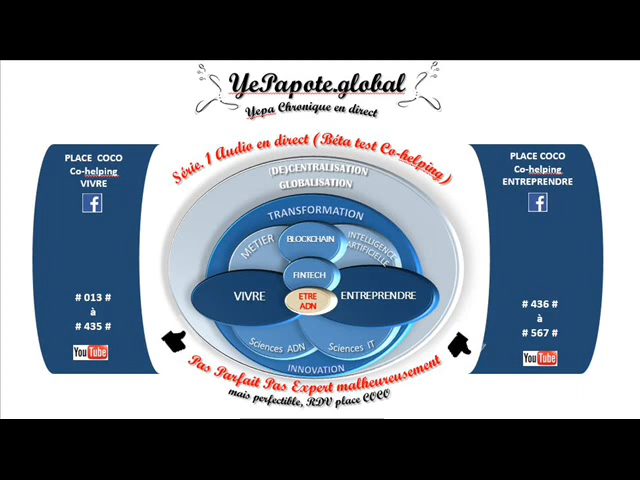 YePapote.global
Yepa Chronique en direct
Série, 1 Audio en direct (Béta test Co-helping)
PLACE COCO
Co-helping
VIVRE
# 013 #
à
# 435 #
YouTube
(DE)CENTRALISATION
GLOBALISATION
TRANSFORMATION
METIER
BLOCKCHAIN
INTELLIGENCE
ARTIFICIELLE
FINTECH
VIVRE
ETRE
ADN
ENTREPRENDRE
Sciences ADN
Sciences IT
INNOVATION
Pas Parfait Pas Expert malheureusement
mais perfectible, RDV place COCO
PLACE COCO
Co-helping
ENTREPRENDRE
# 436 #
à
# 567 #
YouTube